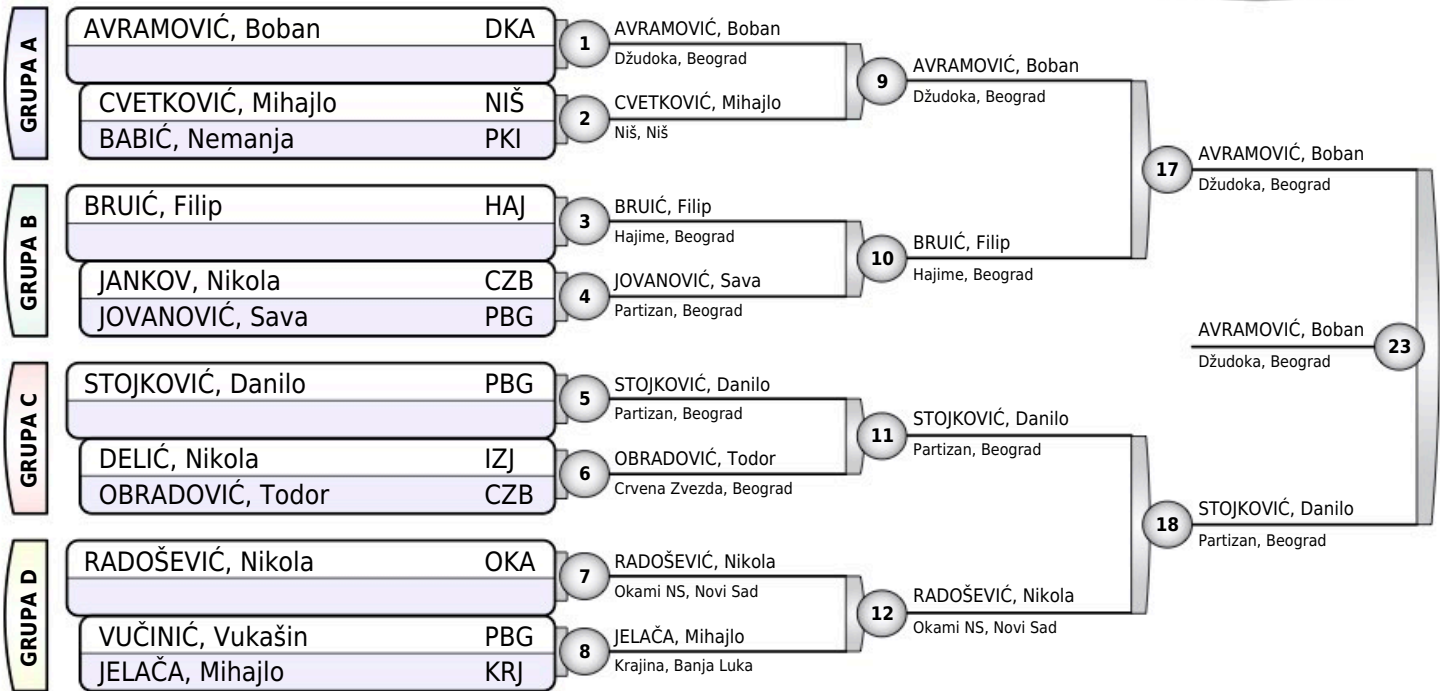 GRUPA A
AVRAMOVIĆ, Boban DKA
CVETKOVIĆ, Mihajlo NIŠ
BABIĆ, Nemanja PKI
GRUPA B
BRUIĆ, Filip HAJ
JANKOV, Nikola CZB
JOVANOVIĆ, Sava PBG
GRUPA C
STOJKOVIĆ, Danilo PBG
DELIĆ, Nikola IZJ
OBRADOVIĆ, Todor CZB
GRUPA D
RADOŠEVIĆ, Nikola OKA
VUČINIĆ, Vukašin PBG
JELAČA, Mihajlo KRJ
1
AVRAMOVIĆ, Boban
Džudoka, Beograd
2
CVETKOVIĆ, Mihajlo
Niš, Niš
3
BRUIĆ, Filip
Hajime, Beograd
4
JOVANOVIĆ, Sava
Partizan, Beograd
5
STOJKOVIĆ, Danilo
Partizan, Beograd
6
OBRADOVIĆ, Todor
Crvena Zvezda, Beograd
7
RADOŠEVIĆ, Nikola
Okami NS, Novi Sad
8
JELAČA, Mihajlo
Krajina, Banja Luka
9
AVRAMOVIĆ, Boban
Džudoka, Beograd
10
BRUIĆ, Filip
Hajime, Beograd
11
STOJKOVIĆ, Danilo
Partizan, Beograd
12
RADOŠEVIĆ, Nikola
Okami NS, Novi Sad
17
AVRAMOVIĆ, Boban
Džudoka, Beograd
18
STOJKOVIĆ, Danilo
Partizan, Beograd
AVRAMOVIĆ, Boban
Džudoka, Beograd
23